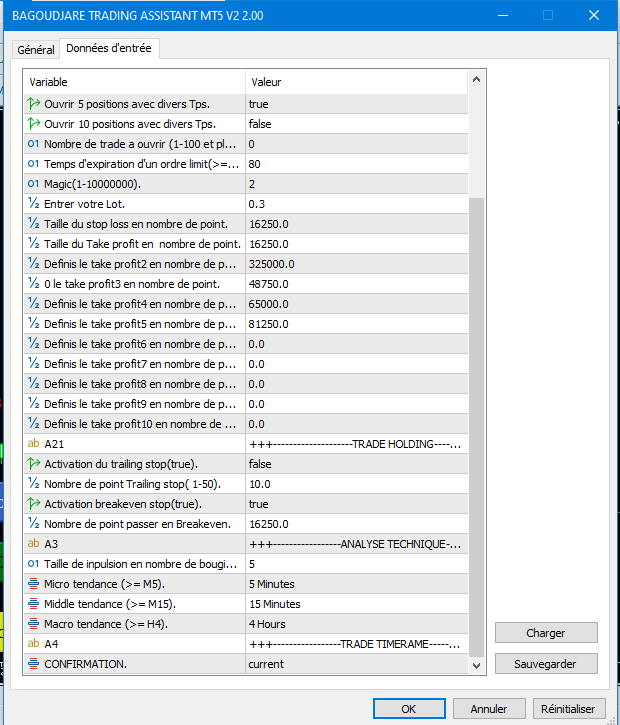 BAGOUDJARE TRADING ASSISTANT MT5 V2 2.00
Général Données d'entrée
Variable Valeur
Ouvrir 5 positions avec divers Tps. true
Ouvrir 10 positions avec divers Tps. false
01 Nombre de trade a ouvrir (1-100 et pl... 0
01 Temps d'expiration d'un ordre limit(>=... 80
01 Magic(1-10000000). 2
½ Entrer votre Lot. 0.3
½ Taille du stop loss en nombre de point. 16250.0
½ Taille du Take profit en nombre de point. 16250.0
½ Definis le take profit2 en nombre de p... 325000.0
½ 0 le take profit3 en nombre de point. 48750.0
½ Definis le take profit4 en nombre de p... 65000.0
½ Definis le take profit5 en nombre de p... 81250.0
½ Definis le take profit6 en nombre de p... 0.0
½ Definis le take profit7 en nombre de p... 0.0
½ Definis le take profit8 en nombre de p... 0.0
½ Definis le take profit9 en nombre de p... 0.0
½ Definis le take profit10 en nombre de ... 0.0
ab A21 +++--------------------TRADE HOLDING----...
Activation du trailing stop(true). false
½ Nombre de point Trailing stop( 1-50). 10.0
Activation breakeven stop(true). true
½ Nombre de point passer en Breakeven. 16250.0
ab A3 +++-----------------ANALYSE TECHNIQUE-...
01 Taille de inpulsion en nombre de bougi... 5
Micro tendance (>= M5). 5 Minutes
Middle tendance (>= M15). 15 Minutes
Macro tendance (>= H4). 4 Hours
ab A4 +++-----------------TRADE TIMERAME-----...
CONFIRMATION. current
Charger
Sauvegarder
OK Annuler Réinitialiser